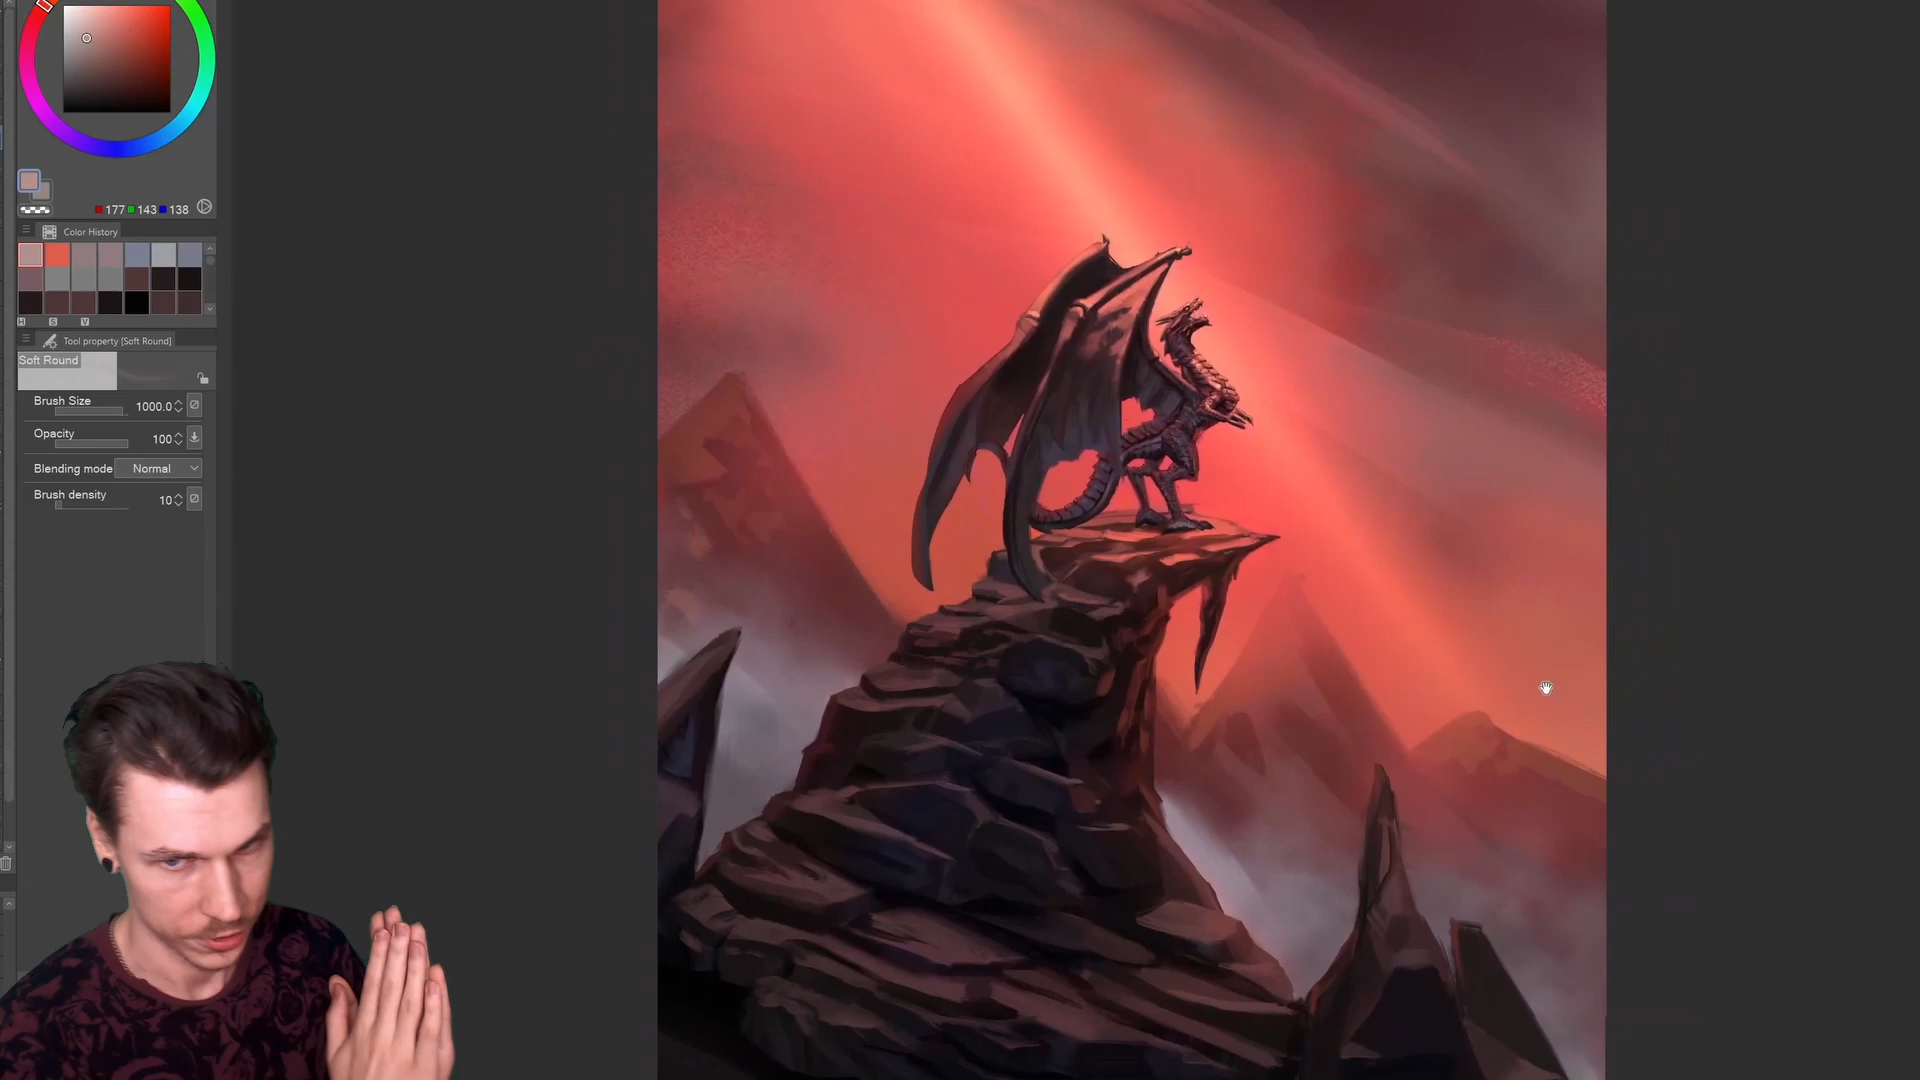 177 143 138
Color History
H S V
Tool property [Soft Round]
Soft Round
Brush Size 1000.0
Opacity 100
Blending mode Normal
Brush density 10